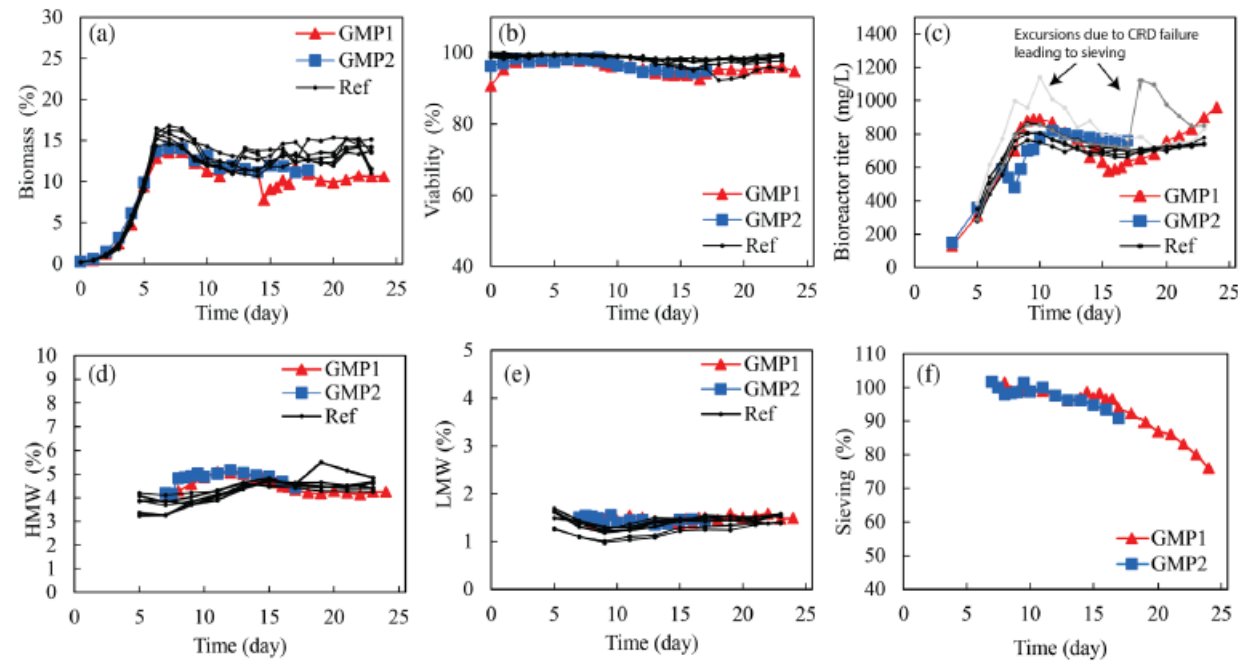 (a)
GMP1
GMP2
Ref
30
25
20
15
10
5
0
Biomass (%)
0 5 10 15 20 25
Time (day)
(b)
100
80
60
40
Viability (%)
GMP1
GMP2
Ref
0 5 10 15 20 25
Time (day)
(c)
Excursions due to CRD failure
leading to sieving
1400
1200
1000
800
600
400
200
0
Bioreactor titer (mg/L)
GMP1
GMP2
Ref
0 5 10 15 20 25
Time (day)
(d)
GMP1
GMP2
Ref
10
9
8
7
6
5
4
3
2
1
0
HMW (%)
0 5 10 15 20 25
Time (day)
(e)
GMP1
GMP2
Ref
5
4
3
2
1
0
LMW (%)
0 5 10 15 20 25
Time (day)
(f)
110
100
90
80
70
60
50
40
Sieving (%)
GMP1
GMP2
0 5 10 15 20 25
Time (day)